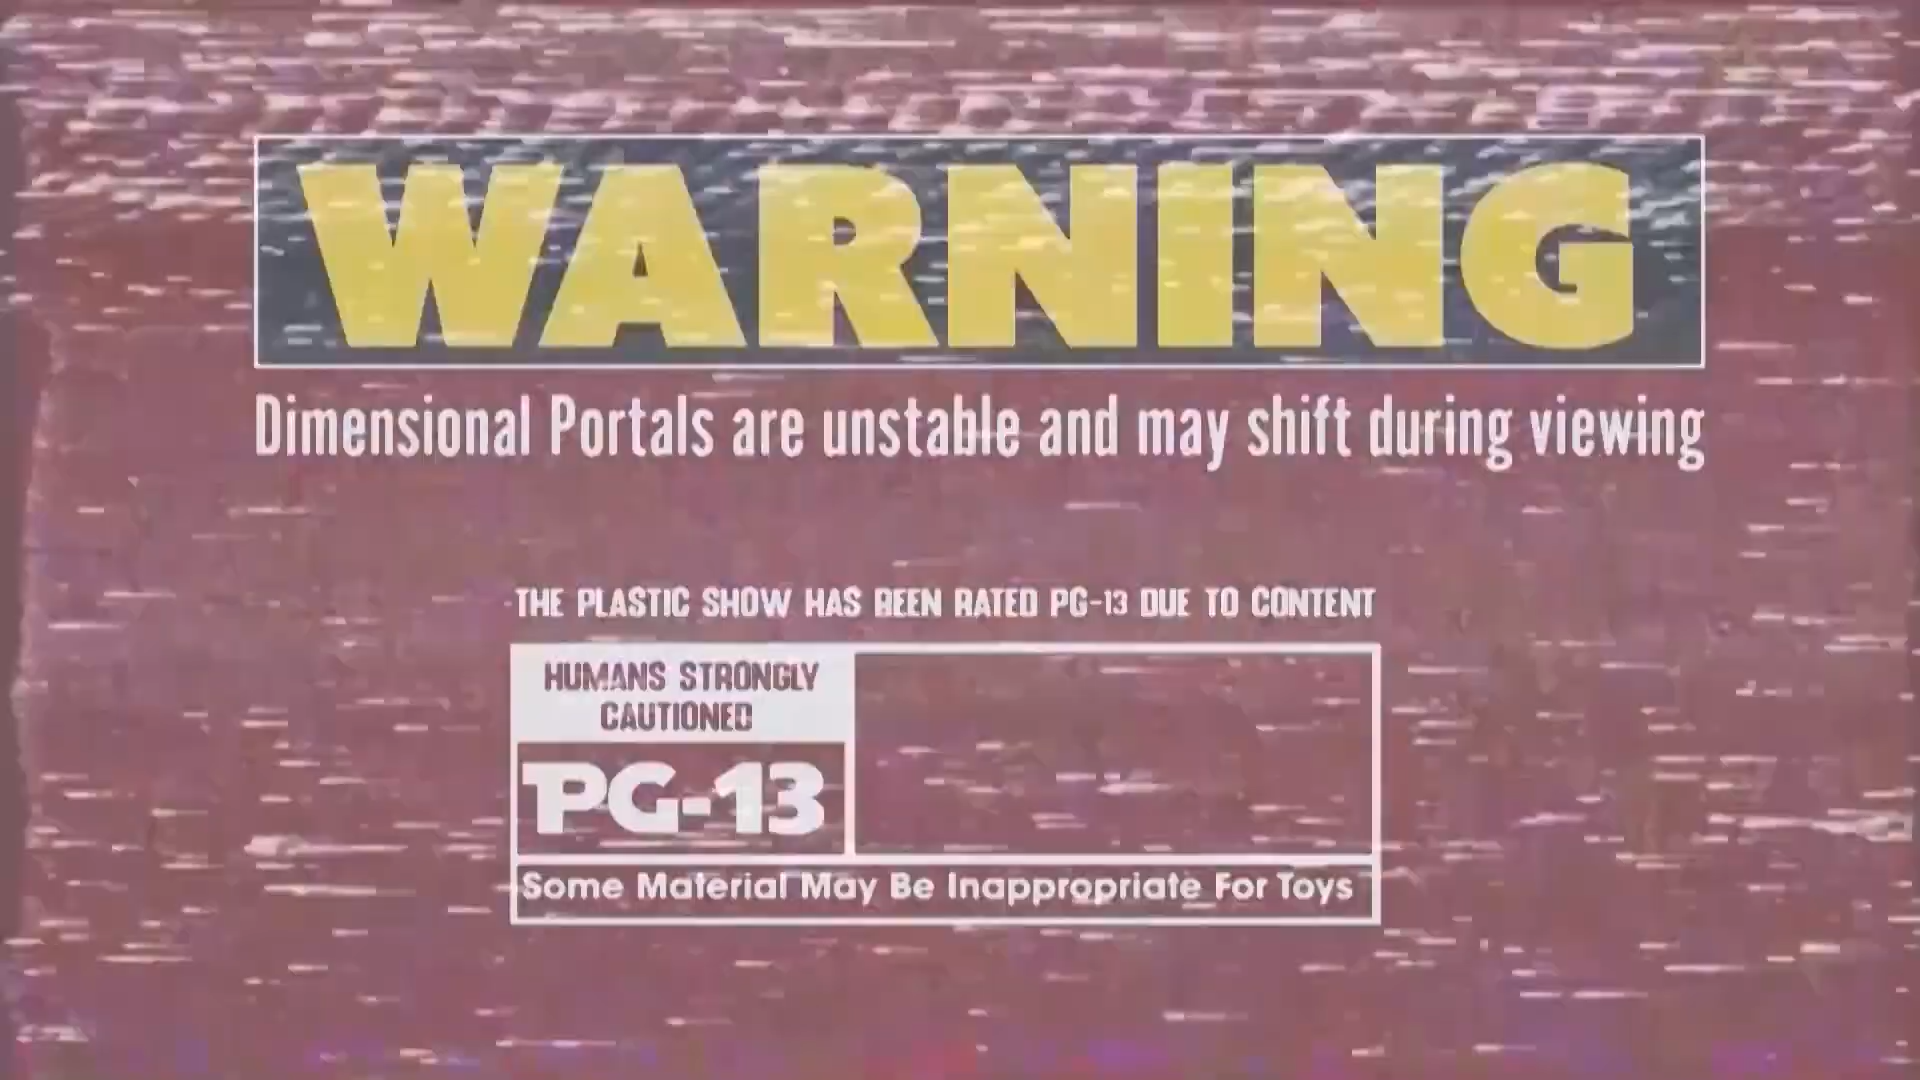 WARNING
Dimensional Portals are unstable and may shift during viewing
THE PLASTIC SHOW HAS BEEN RATED PG-13 DUE TO CONTENT
HUMANS STRONGLY
CAUTIONED
PG-13
Some Material May Be Inappropriate For Toys